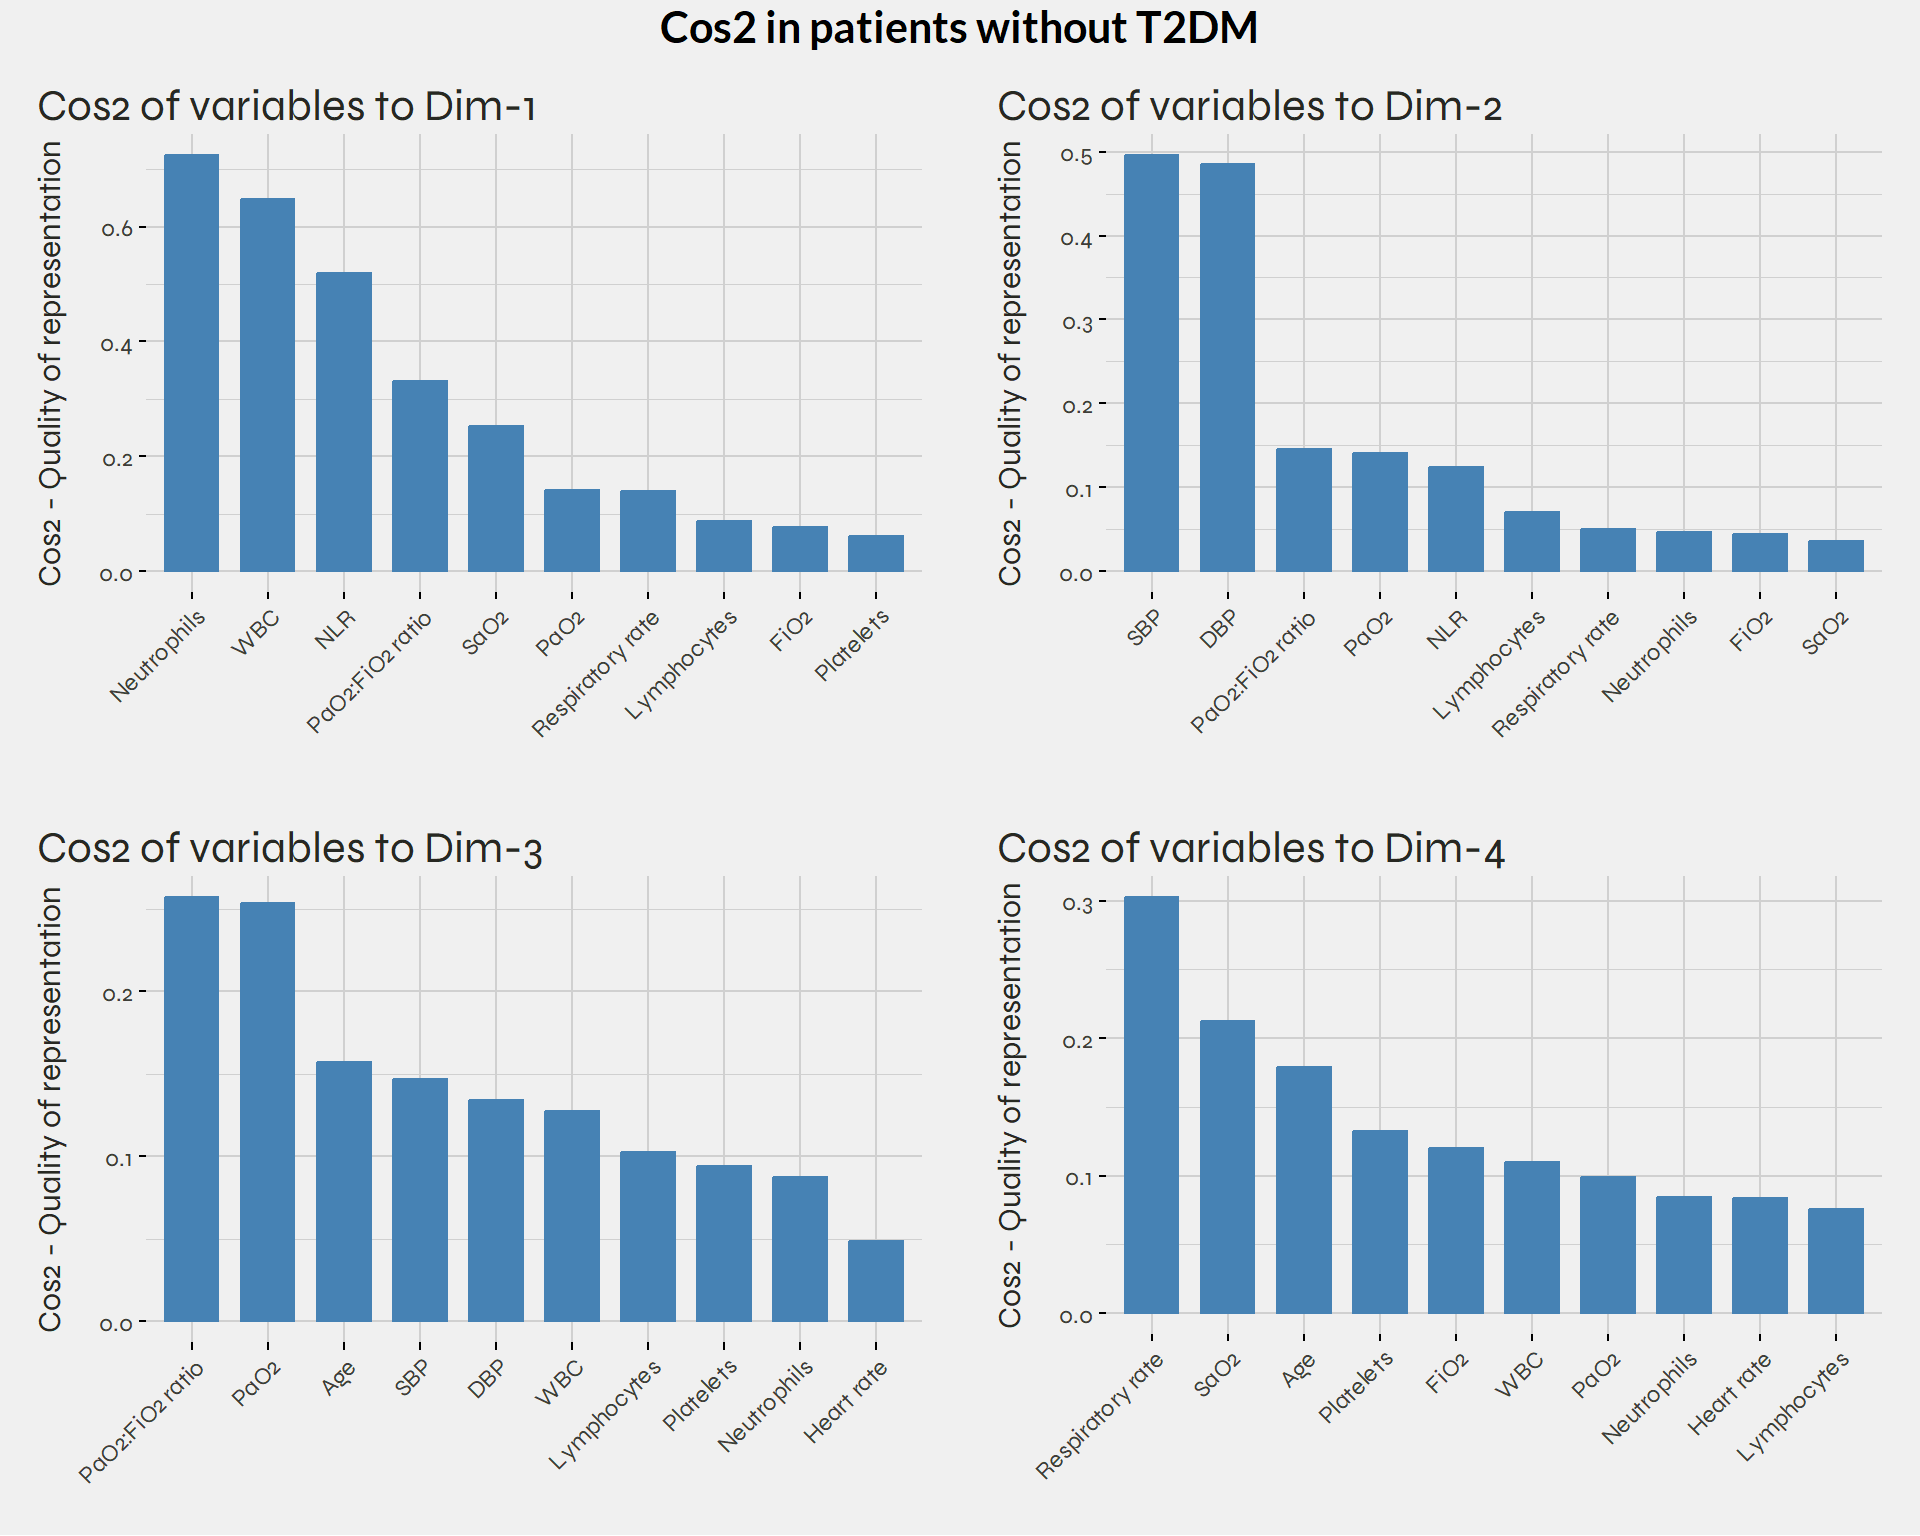 Cos2 in patients without T2DM
Cos2 of variables to Dim-1
Cos2 - Quality of representation
0.6
0.4
0.2
0.0
Neutrophils
WBC
NLR
PaO2:FiO2 ratio
SaO2
PaO2
Respiratory rate
Lymphocytes
FiO2
Platelets
Cos2 of variables to Dim-2
Cos2 - Quality of representation
0.5
0.4
0.3
0.2
0.1
0.0
SBP
DBP
PaO2:FiO2 ratio
PaO2
NLR
Lymphocytes
Respiratory rate
Neutrophils
FiO2
SaO2
Cos2 of variables to Dim-3
Cos2 - Quality of representation
0.2
0.1
0.0
PaO2:FiO2 ratio
PaO2
Age
SBP
DBP
WBC
Lymphocytes
Platelets
Neutrophils
Heart rate
Cos2 of variables to Dim-4
Cos2 - Quality of representation
0.3
0.2
0.1
0.0
Respiratory rate
SaO2
Age
Platelets
FiO2
WBC
PaO2
Neutrophils
Heart rate
Lymphocytes